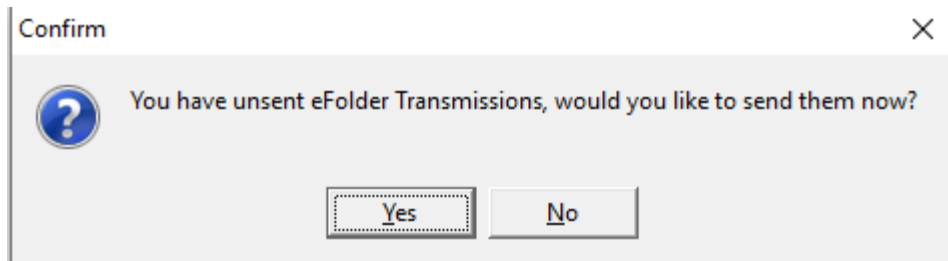 Confirm
You have unsent eFolder Transmissions, would you like to send them now?
Yes
No